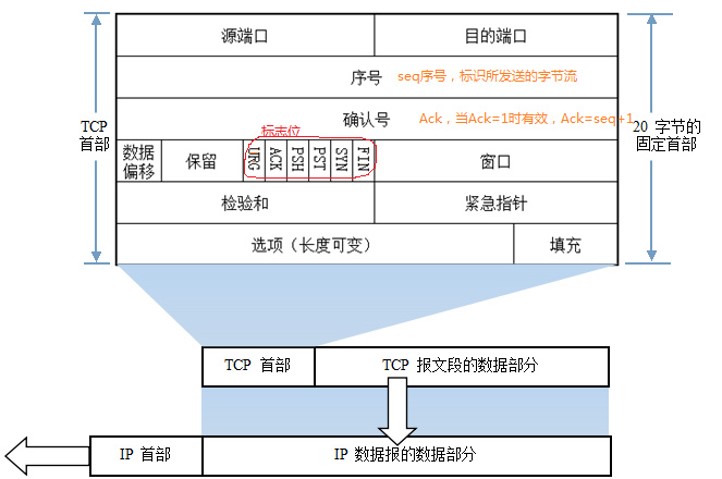 源端口
目的端口
序号 seq序号，标识所发送的字节流
确认号 Ack，当Ack=1时有效，Ack=seq+1
TCP
首部
20 字节的
固定首部
标志位
数据
偏移
保留
URG
ACK
PSH
PST
SYN
FIN
窗口
检验和
紧急指针
选项（长度可变）
填充
TCP 首部
TCP 报文段的数据部分
IP 首部
IP 数据报的数据部分